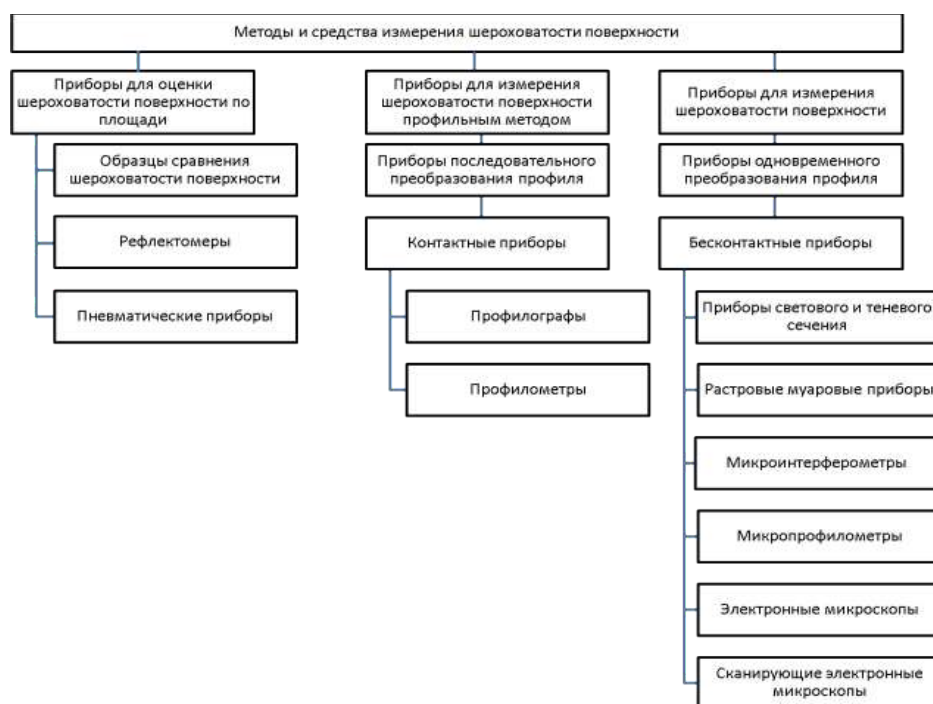 Методы и средства измерения шероховатости поверхности
Приборы для оценки
шероховатости поверхности по
площади
Образцы сравнения
шероховатости поверхности
Рефлектомеры
Пневматические приборы
Приборы для измерения
шероховатости поверхности
профильным методом
Приборы последовательного
преобразования профиля
Контактные приборы
Профилографы
Профилометры
Приборы для измерения
шероховатости поверхности
Приборы одновременного
преобразования профиля
Бесконтактные приборы
Приборы светового и теневого
сечения
Растровые муаровые приборы
Микроинтерферометры
Микропрофилометры
Электронные микроскопы
Сканирующие электронные
микроскопы